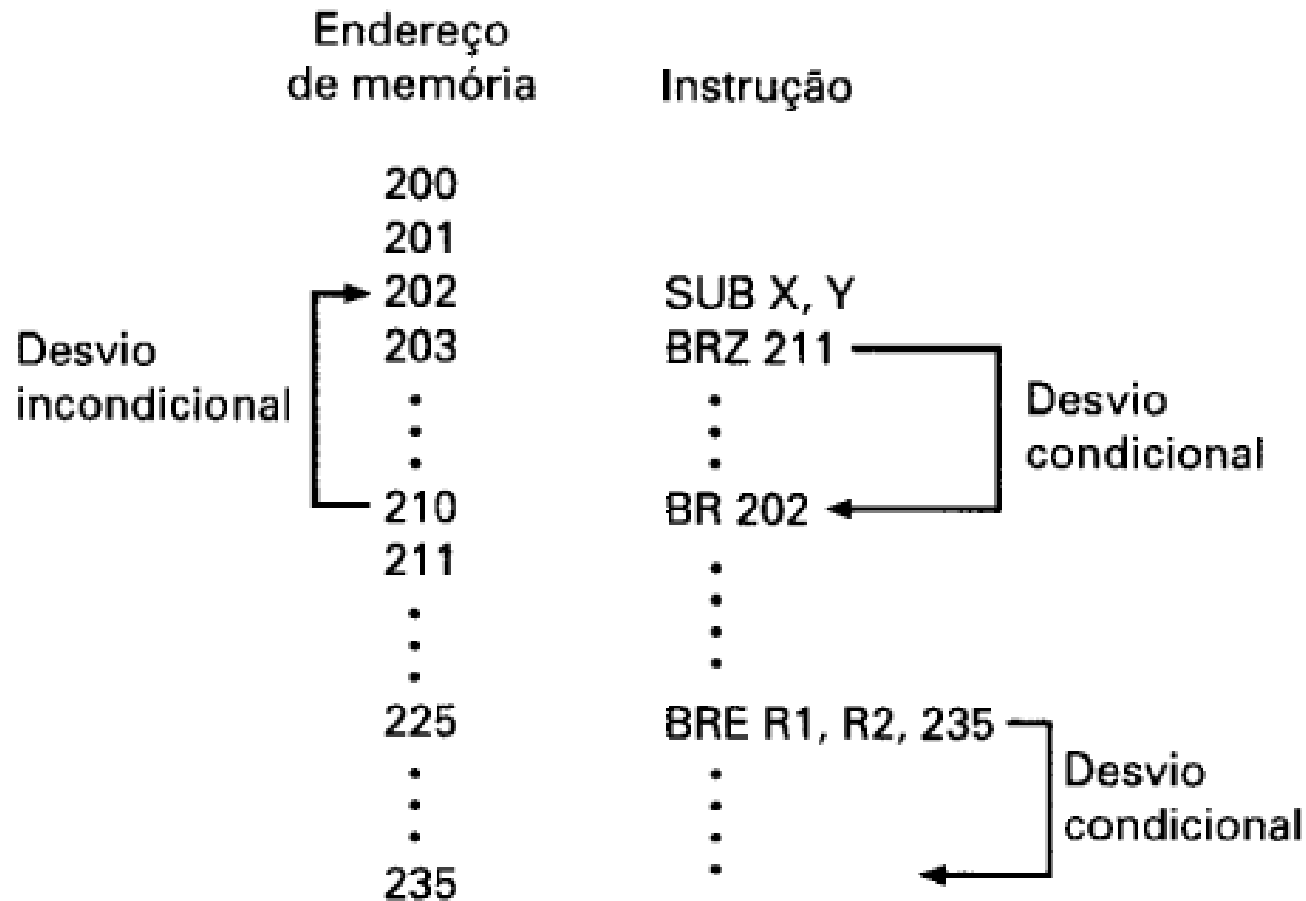 Endereço
de memória Instrução
200
201
202 SUB X, Y
Desvio 203 BRZ 211
incondicional
Desvio
condicional
210 BR 202
211
225 BRE R1, R2, 235
Desvio
condicional
235